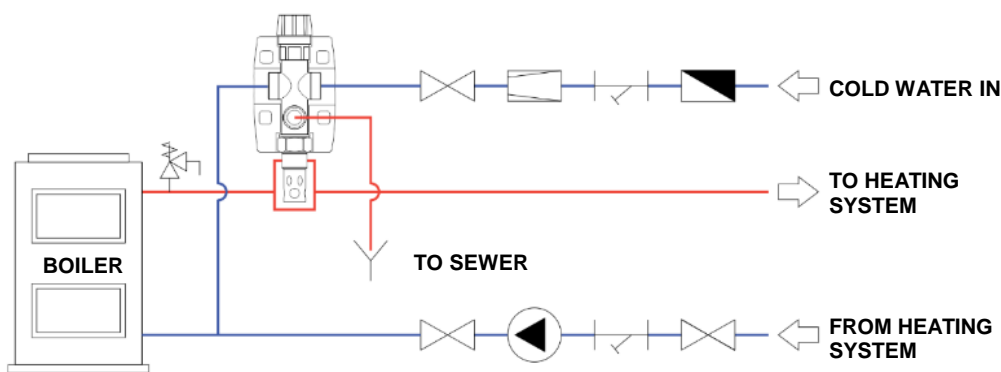 COLD WATER IN
TO HEATING
SYSTEM
BOILER
TO SEWER
FROM HEATING
SYSTEM